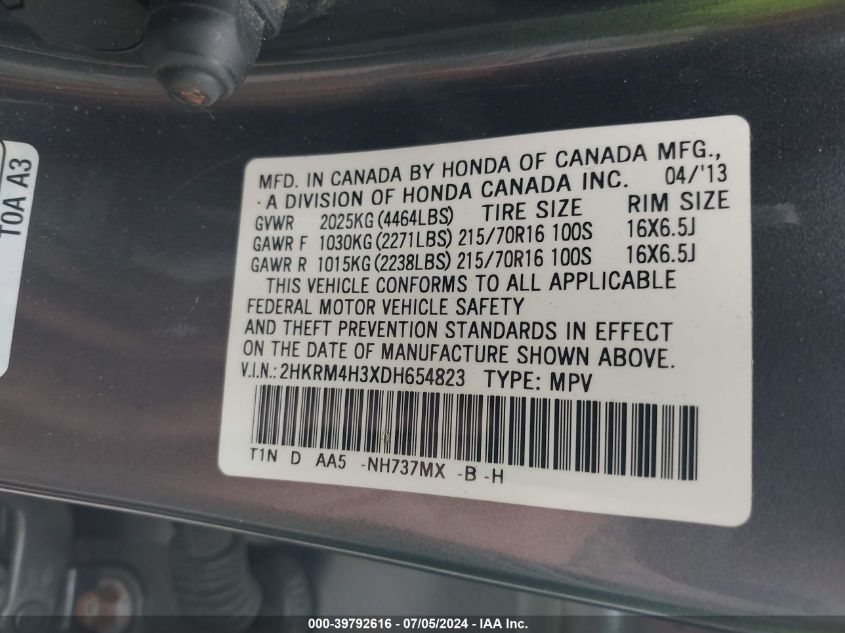 T0A A3
MFD. IN CANADA BY HONDA OF CANADA MFG.,
A DIVISION OF HONDA CANADA INC. 04/'13
GVWR 2025KG (4464LBS) TIRE SIZE RIM SIZE
GAWR F 1030KG (2271LBS) 215/70R16 100S 16X6.5J
GAWR R 1015KG (2238LBS) 215/70R16 100S 16X6.5J
THIS VEHICLE CONFORMS TO ALL APPLICABLE
FEDERAL MOTOR VEHICLE SAFETY
AND THEFT PREVENTION STANDARDS IN EFFECT
ON THE DATE OF MANUFACTURE SHOWN ABOVE.
V.I.N.: 2HKRM4H3XDH654823 TYPE: MPV
T1N D AA5 -NH737MX -B -H
000-39792616 - 07/05/2024 - IAA Inc.